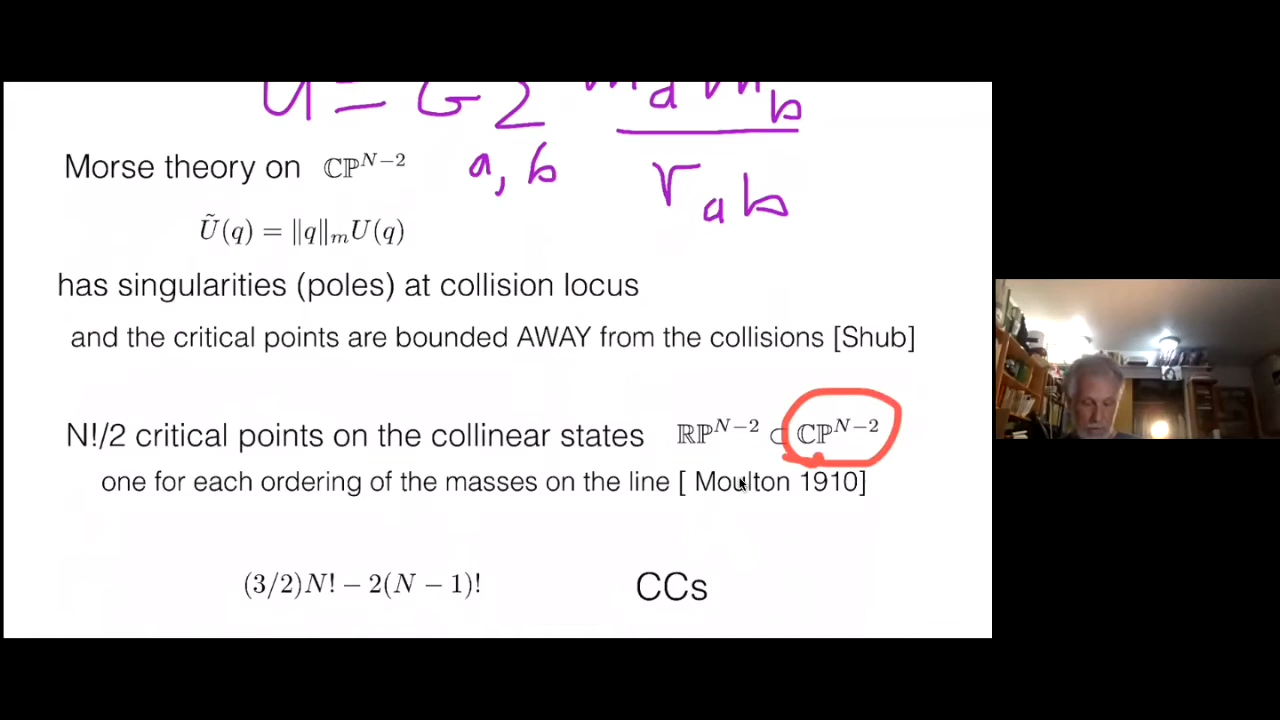 U = G Σ m_a m_b
a, b r_ab
Morse theory on ℂℙ^{N−2}
Ũ(q) = ‖q‖_m U(q)
has singularities (poles) at collision locus
and the critical points are bounded AWAY from the collisions [Shub]
N!/2 critical points on the collinear states ℝℙ^{N−2} ⊂ ℂℙ^{N−2}
one for each ordering of the masses on the line [ Moulton 1910]
(3/2)N! − 2(N − 1)! CCs